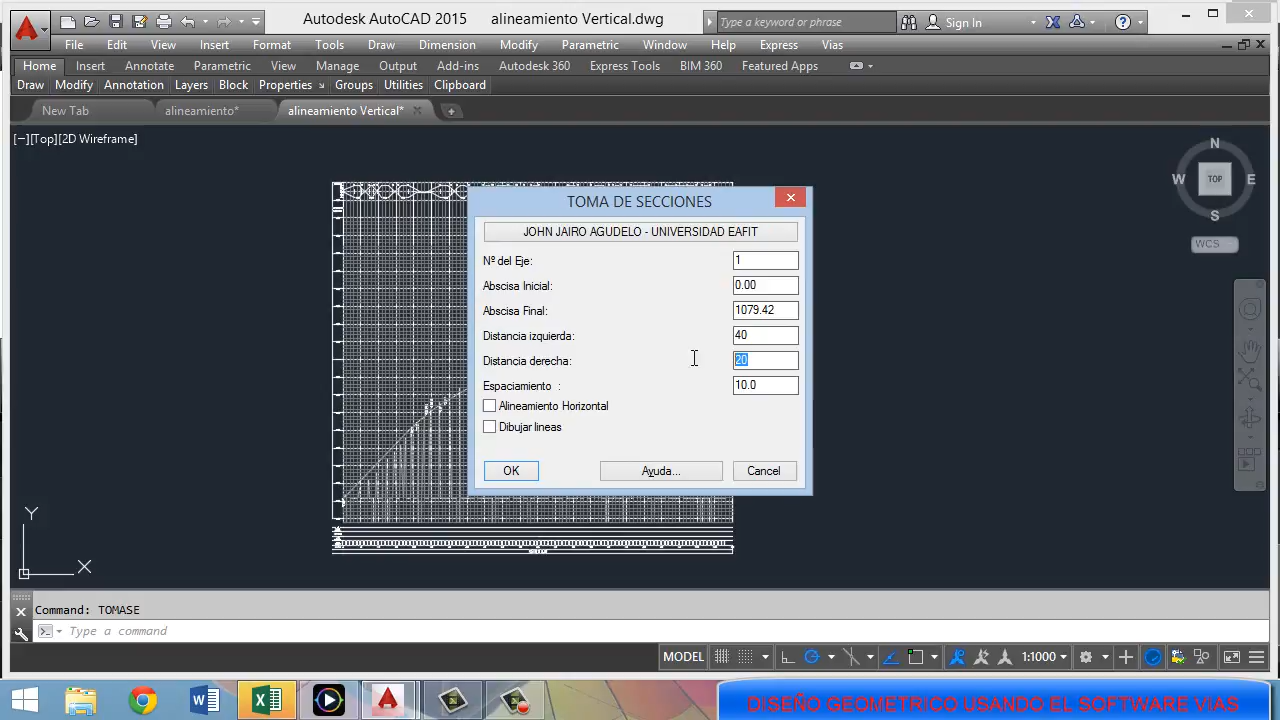 Autodesk AutoCAD 2015 alineamiento Vertical.dwg
Type a keyword or phrase
Sign In
File Edit View Insert Format Tools Draw Dimension Modify Parametric Window Help Express Vias
Home Insert Annotate Parametric View Manage Output Add-ins Autodesk 360 Express Tools BIM 360 Featured Apps
Draw Modify Annotation Layers Block Properties Groups Utilities Clipboard
New Tab alineamiento* alineamiento Vertical*
[−][Top][2D Wireframe]
N
W TOP E
S
WCS
TOMA DE SECCIONES
JOHN JAIRO AGUDELO - UNIVERSIDAD EAFIT
Nº del Eje: 1
Abscisa Inicial: 0.00
Abscisa Final: 1079.42
Distancia izquierda: 40
Distancia derecha: 20
Espaciamiento : 10.0
Alineamiento Horizontal
Dibujar lineas
OK Ayuda... Cancel
Y
X
Command: TOMASE
Type a command
MODEL 1:1000
DISEÑO GEOMETRICO USANDO EL SOFTWARE VIAS